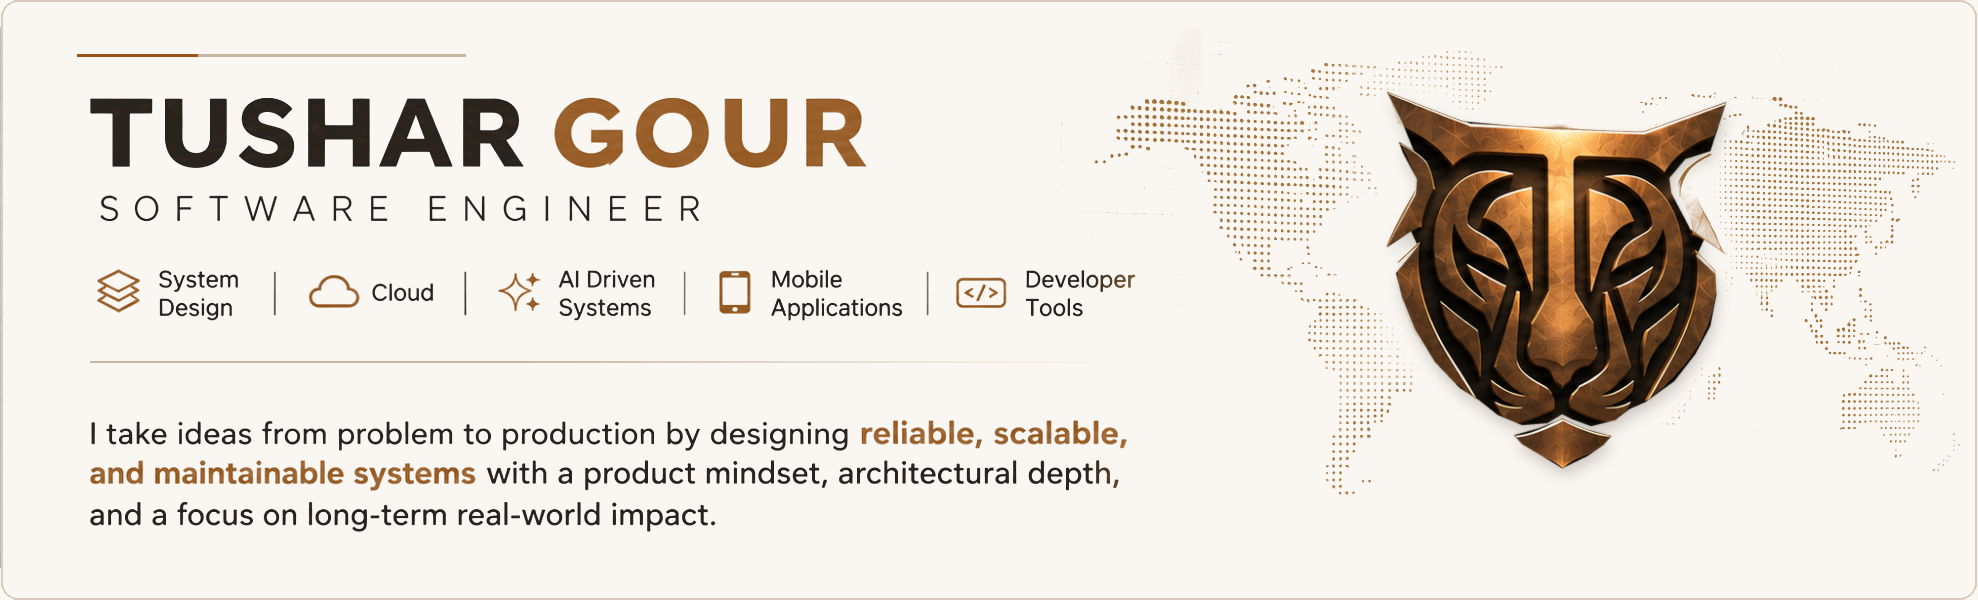 TUSHAR GOUR
SOFTWARE ENGINEER
System
Design
Cloud
AI Driven
Systems
Mobile
Applications
</>
Developer
Tools
I take ideas from problem to production by designing reliable, scalable,
and maintainable systems with a product mindset, architectural depth,
and a focus on long-term real-world impact.